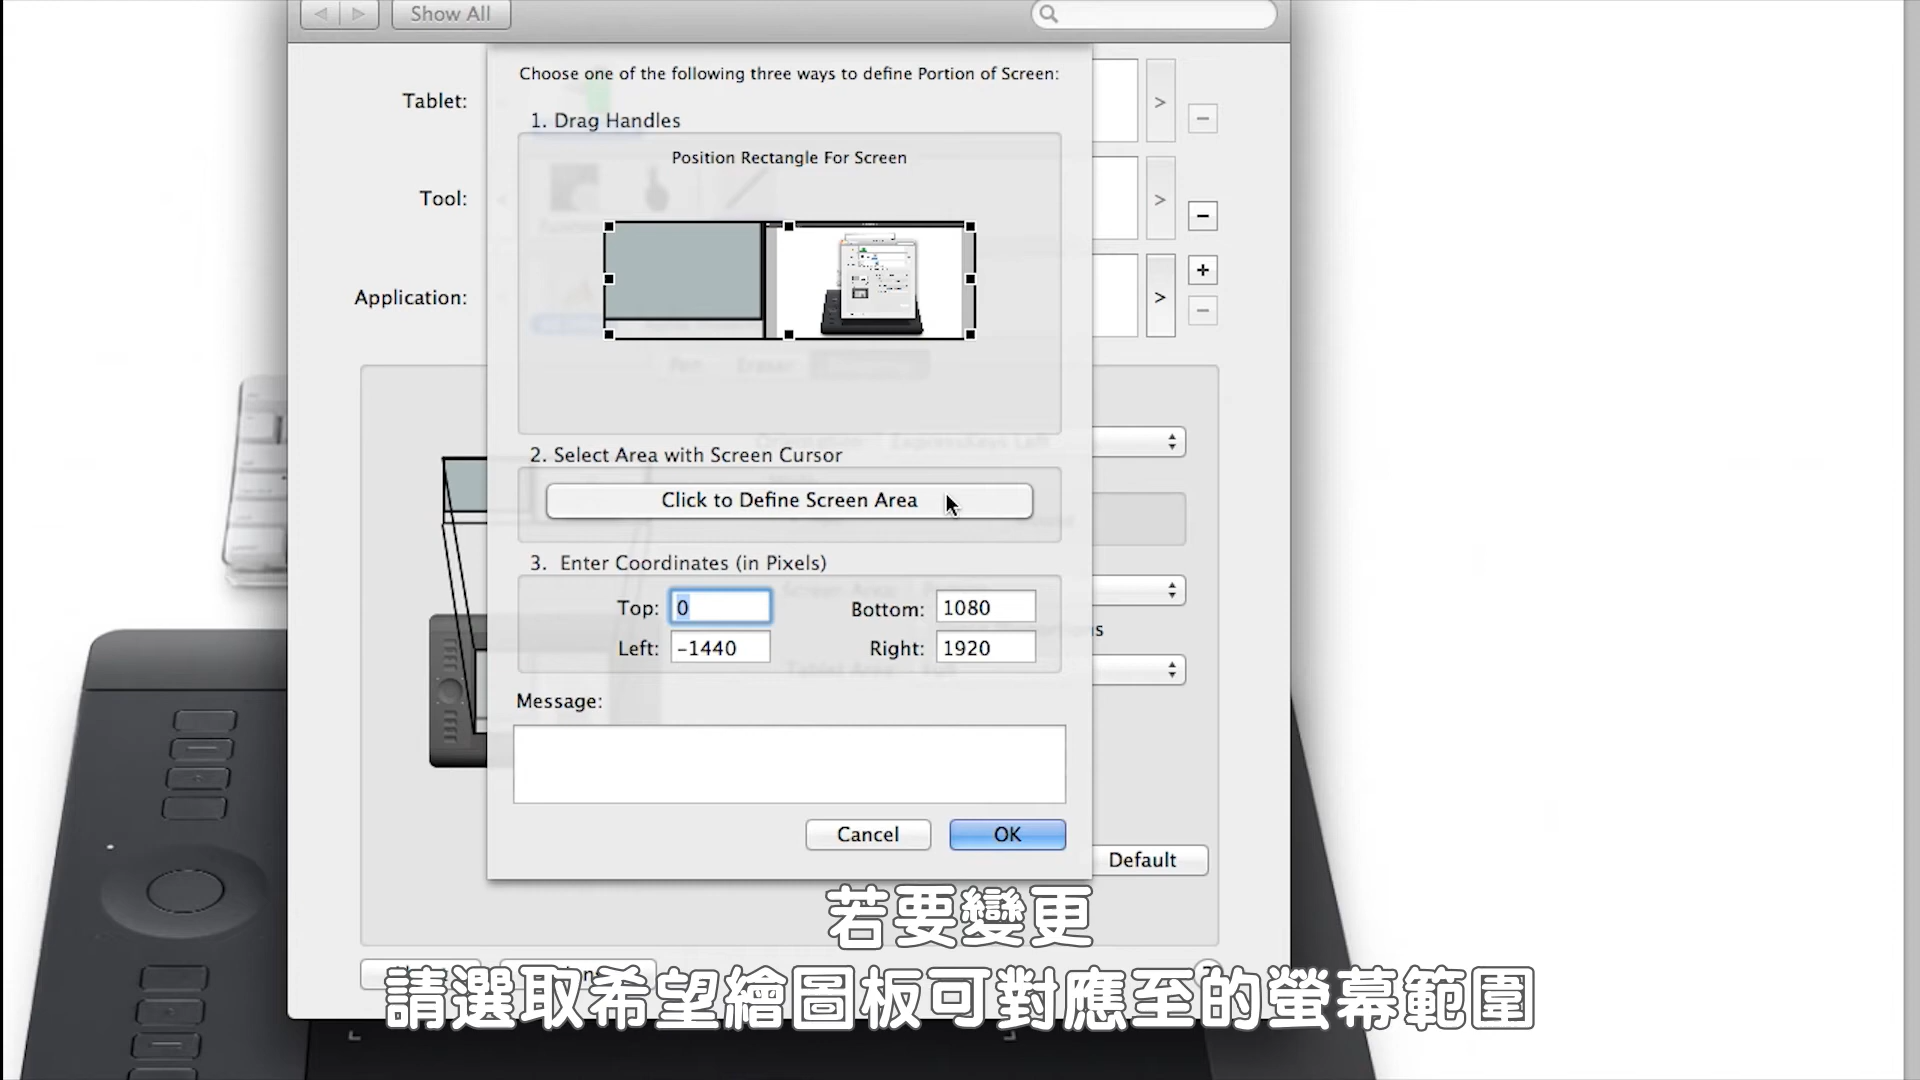 Show All
Choose one of the following three ways to define Portion of Screen:
Tablet:
1. Drag Handles
Position Rectangle For Screen
Tool:
Application:
2. Select Area with Screen Cursor
Click to Define Screen Area
3. Enter Coordinates (in Pixels)
Top: 0 Bottom: 1080
Left: -1440 Right: 1920
Message:
Cancel OK
Default
若要變更
請選取希望繪圖板可對應至的螢幕範圍